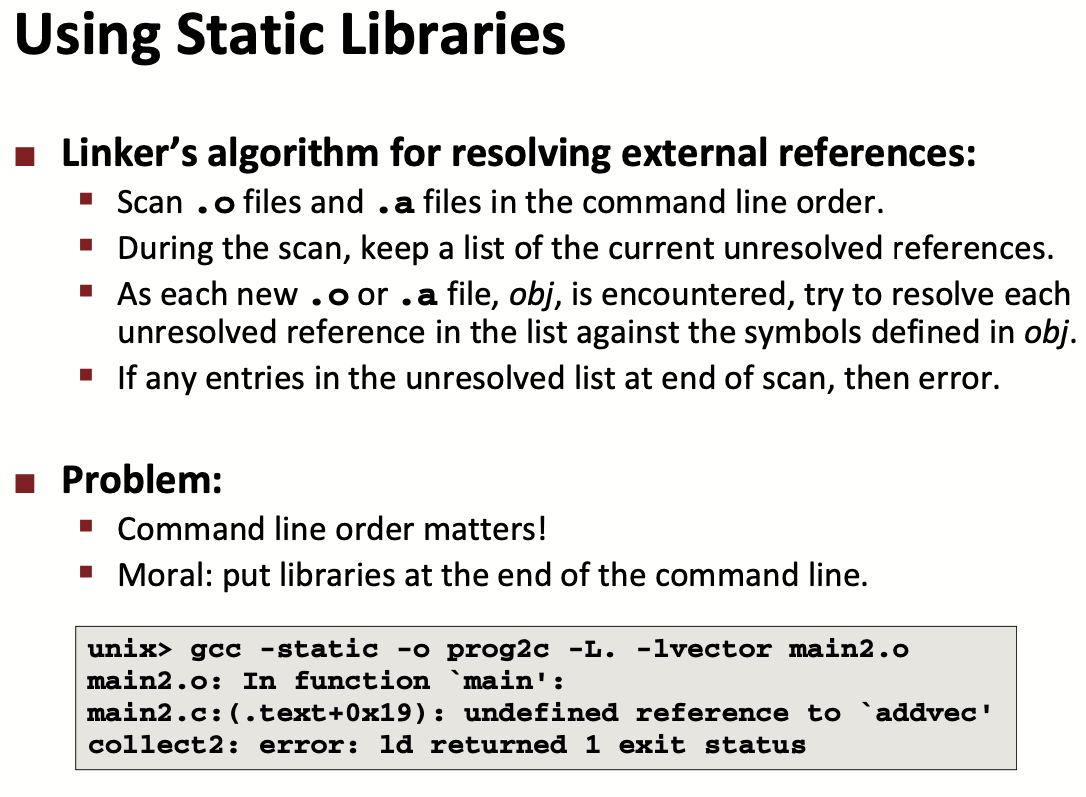 Using Static Libraries
■ Linker’s algorithm for resolving external references:
▪ Scan .o files and .a files in the command line order.
▪ During the scan, keep a list of the current unresolved references.
▪ As each new .o or .a file, obj, is encountered, try to resolve each
unresolved reference in the list against the symbols defined in obj.
▪ If any entries in the unresolved list at end of scan, then error.
■ Problem:
▪ Command line order matters!
▪ Moral: put libraries at the end of the command line.
unix> gcc -static -o prog2c -L. -lvector main2.o
main2.o: In function `main':
main2.c:(.text+0x19): undefined reference to `addvec'
collect2: error: ld returned 1 exit status